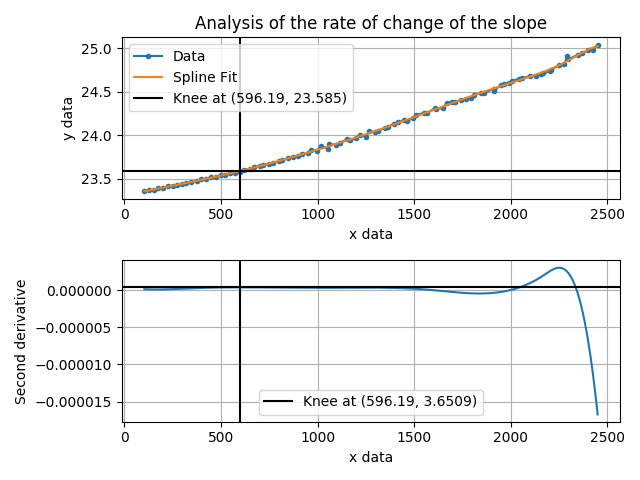 Analysis of the rate of change of the slope
25.0
24.5
24.0
23.5
y data
Data
Spline Fit
Knee at (596.19, 23.585)
0
500
1000
1500
2000
2500
x data
0.000000
−0.000005
−0.000010
−0.000015
Second derivative
Knee at (596.19, 3.6509)
0
500
1000
1500
2000
2500
x data